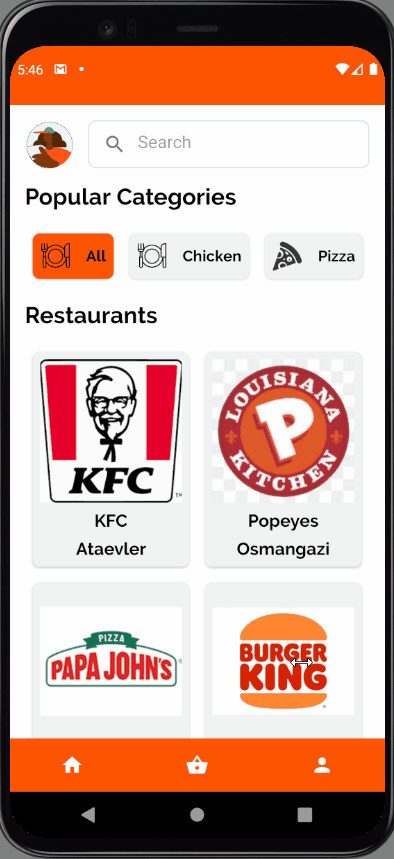 5:46
Search
Popular Categories
All
Chicken
Pizza
Restaurants
KFC
TM
LOUISIANA
P
KITCHEN
KFC
Popeyes
Ataevler
Osmangazi
PIZZA
PAPA JOHN'S
BURGER
KING